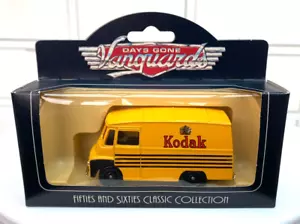 DAYS GONE
Vanguards
Kodak
FIFTIES AND SIXTIES CLASSIC COLLECTION